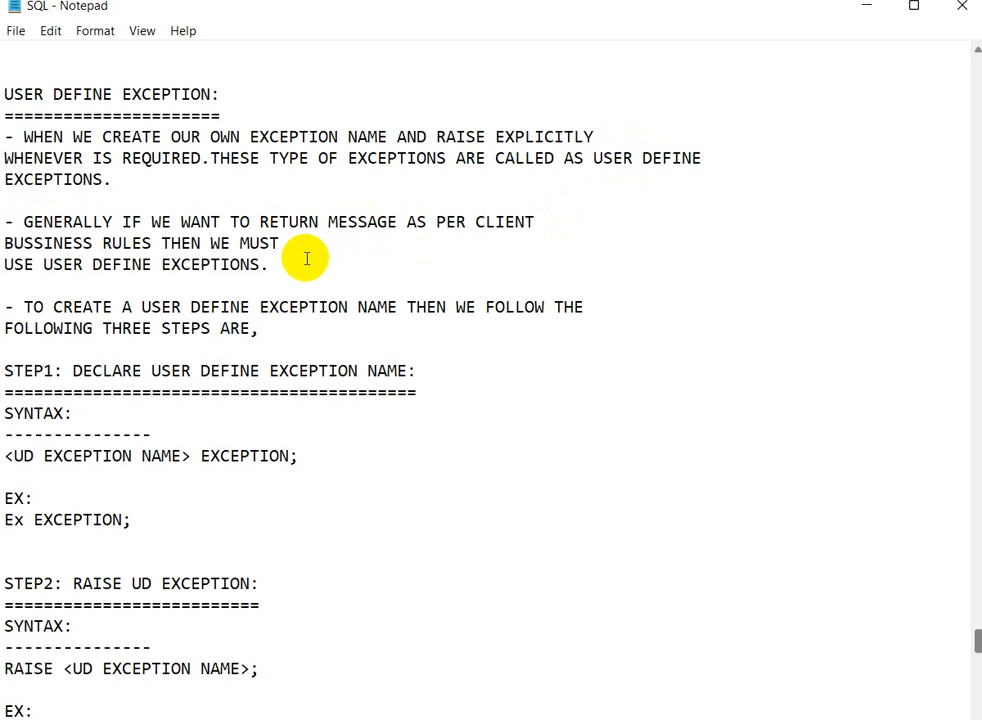 SQL - Notepad
File Edit Format View Help
USER DEFINE EXCEPTION:
======================
- WHEN WE CREATE OUR OWN EXCEPTION NAME AND RAISE EXPLICITLY
WHENEVER IS REQUIRED.THESE TYPE OF EXCEPTIONS ARE CALLED AS USER DEFINE
EXCEPTIONS.
- GENERALLY IF WE WANT TO RETURN MESSAGE AS PER CLIENT
BUSSINESS RULES THEN WE MUST
USE USER DEFINE EXCEPTIONS.
- TO CREATE A USER DEFINE EXCEPTION NAME THEN WE FOLLOW THE
FOLLOWING THREE STEPS ARE,
STEP1: DECLARE USER DEFINE EXCEPTION NAME:
==========================================
SYNTAX:
---------------
<UD EXCEPTION NAME> EXCEPTION;
EX:
Ex EXCEPTION;
STEP2: RAISE UD EXCEPTION:
==========================
SYNTAX:
---------------
RAISE <UD EXCEPTION NAME>;
EX: